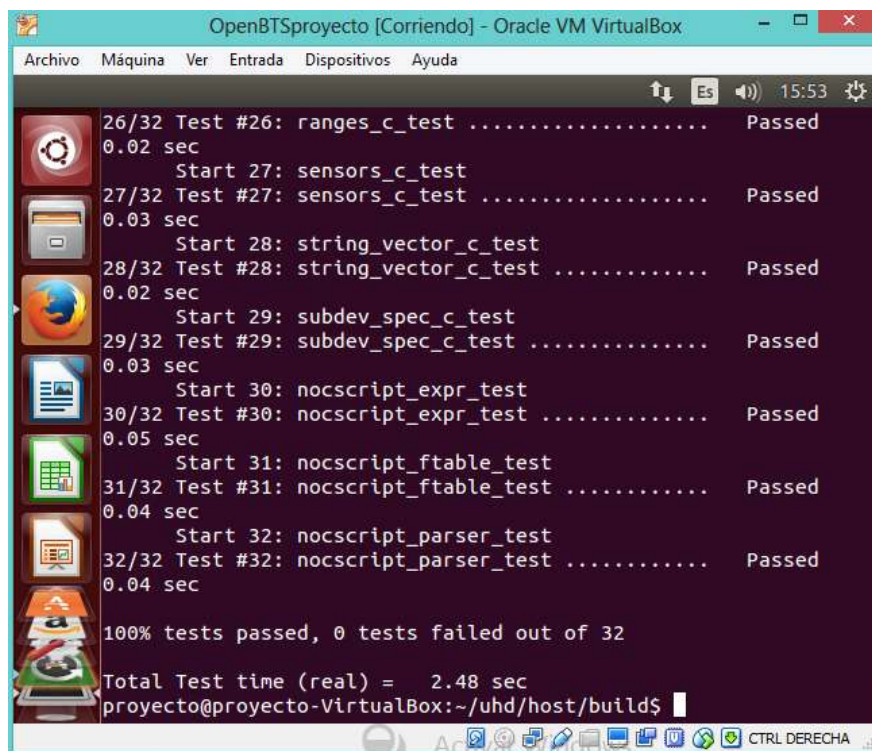 OpenBTSproyecto [Corriendo] - Oracle VM VirtualBox
Archivo Máquina Ver Entrada Dispositivos Ayuda
Es 15:53
26/32 Test #26: ranges_c_test .................... Passed
0.02 sec
Start 27: sensors_c_test
27/32 Test #27: sensors_c_test ................... Passed
0.03 sec
Start 28: string_vector_c_test
28/32 Test #28: string_vector_c_test ............. Passed
0.02 sec
Start 29: subdev_spec_c_test
29/32 Test #29: subdev_spec_c_test ............... Passed
0.03 sec
Start 30: nocscript_expr_test
30/32 Test #30: nocscript_expr_test .............. Passed
0.05 sec
Start 31: nocscript_ftable_test
31/32 Test #31: nocscript_ftable_test ............ Passed
0.04 sec
Start 32: nocscript_parser_test
32/32 Test #32: nocscript_parser_test ............ Passed
0.04 sec
100% tests passed, 0 tests failed out of 32
Total Test time (real) = 2.48 sec
proyecto@proyecto-VirtualBox:~/uhd/host/build$
CTRL DERECHA